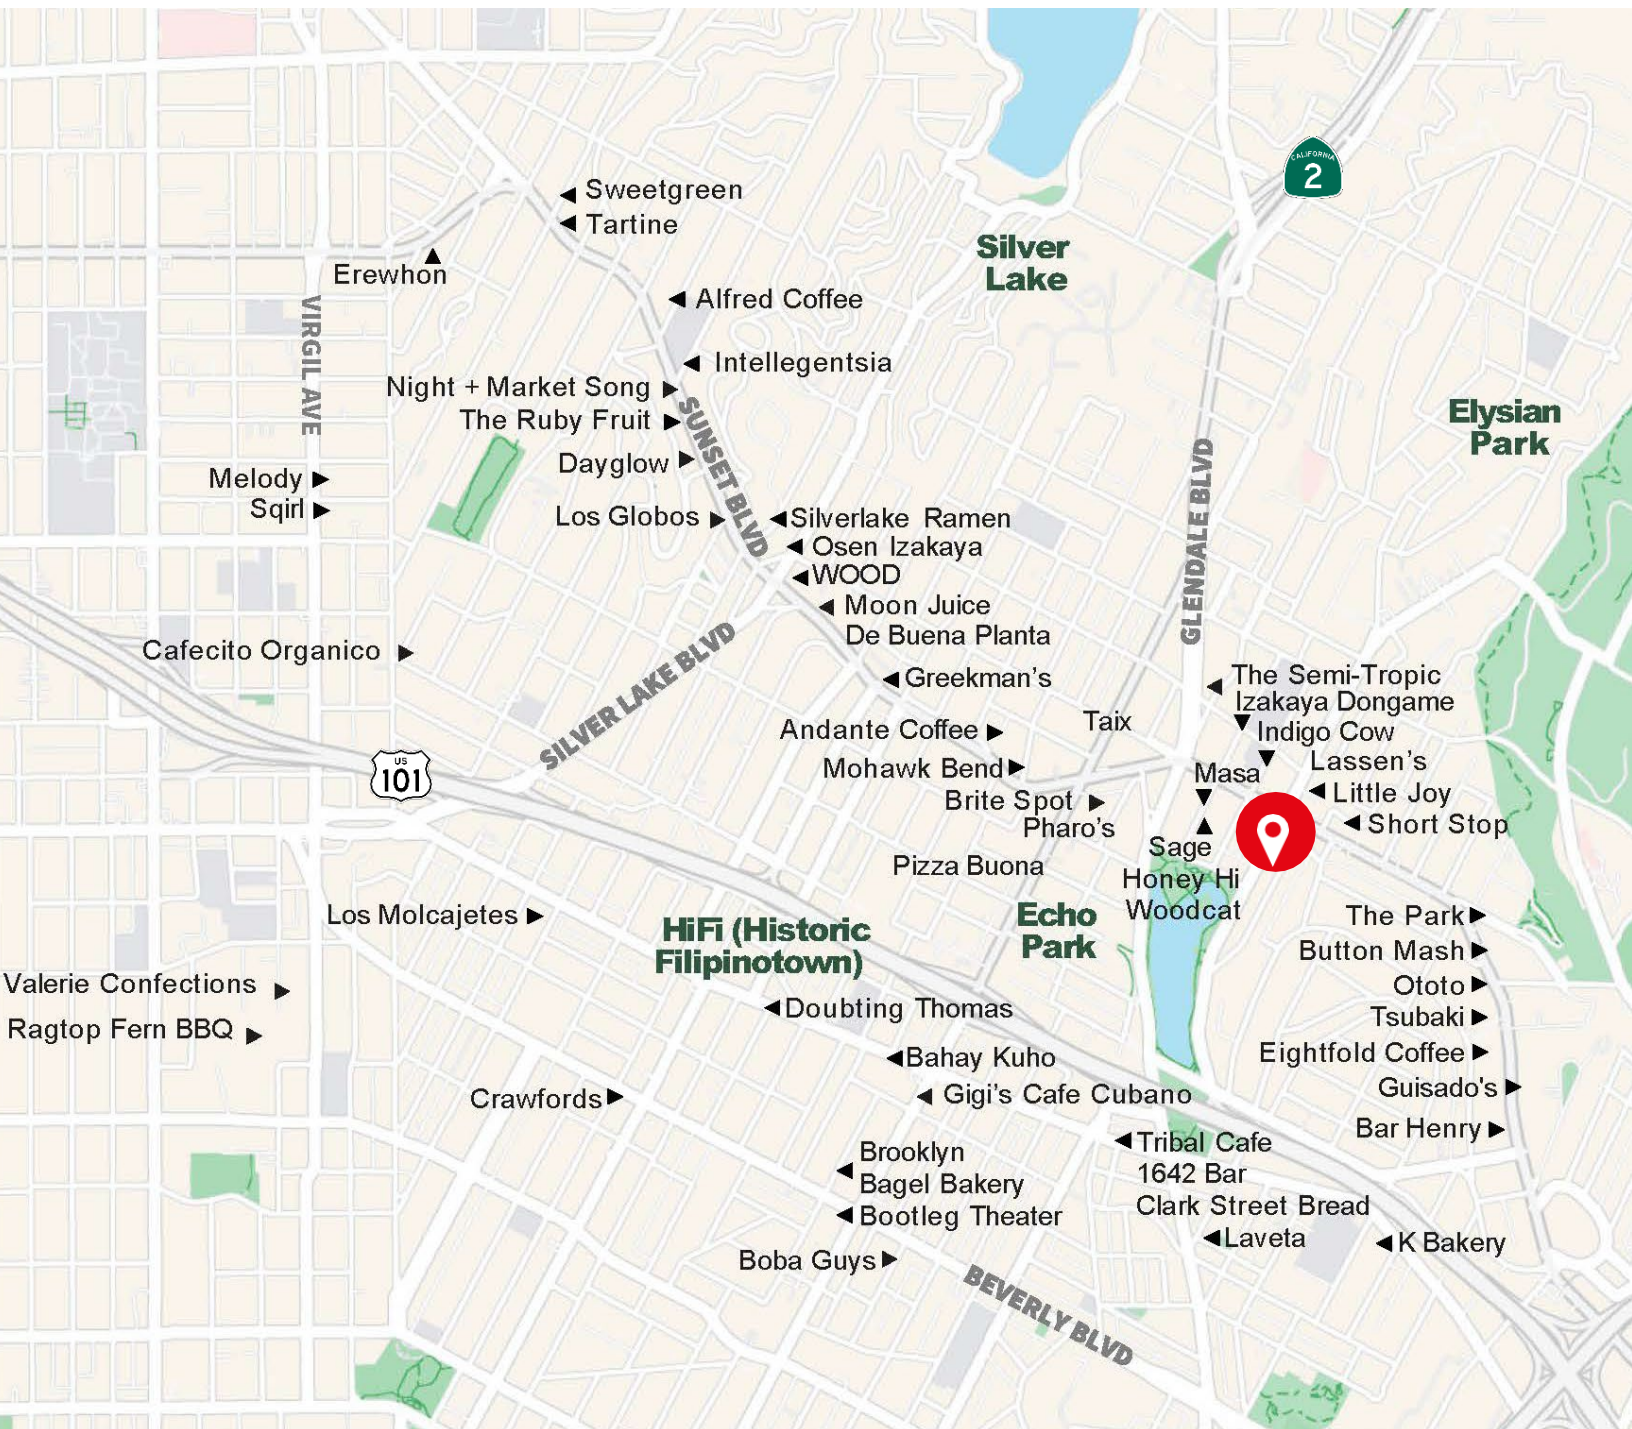 CALIFORNIA
2
Sweetgreen
Tartine
Silver
Lake
Erewhon
Alfred Coffee
VIRGIL AVE
Intellegentsia
Night + Market Song
The Ruby Fruit
SUNSET BLVD
Elysian
Park
Dayglow
GLENDALE BLVD
Melody
Sqirl
Los Globos
Silverlake Ramen
Osen Izakaya
WOOD
Moon Juice
De Buena Planta
Cafecito Organico
SILVER LAKE BLVD
Greekman's
The Semi-Tropic
Izakaya Dongame
Taix
Andante Coffee
Indigo Cow
US
101
Mohawk Bend
Masa
Lassen's
Brite Spot
Little Joy
Pharo's
Short Stop
Sage
Pizza Buona
Honey Hi
Woodcat
Los Molcajetes
HiFi (Historic
Filipinotown)
Echo
Park
The Park
Button Mash
Valerie Confections
Ototo
Doubting Thomas
Tsubaki
Ragtop Fern BBQ
Bahay Kuho
Eightfold Coffee
Crawfords
Gigi's Cafe Cubano
Guisado's
Bar Henry
Brooklyn
Bagel Bakery
Tribal Cafe
1642 Bar
Clark Street Bread
Bootleg Theater
Laveta
K Bakery
Boba Guys
BEVERLY BLVD